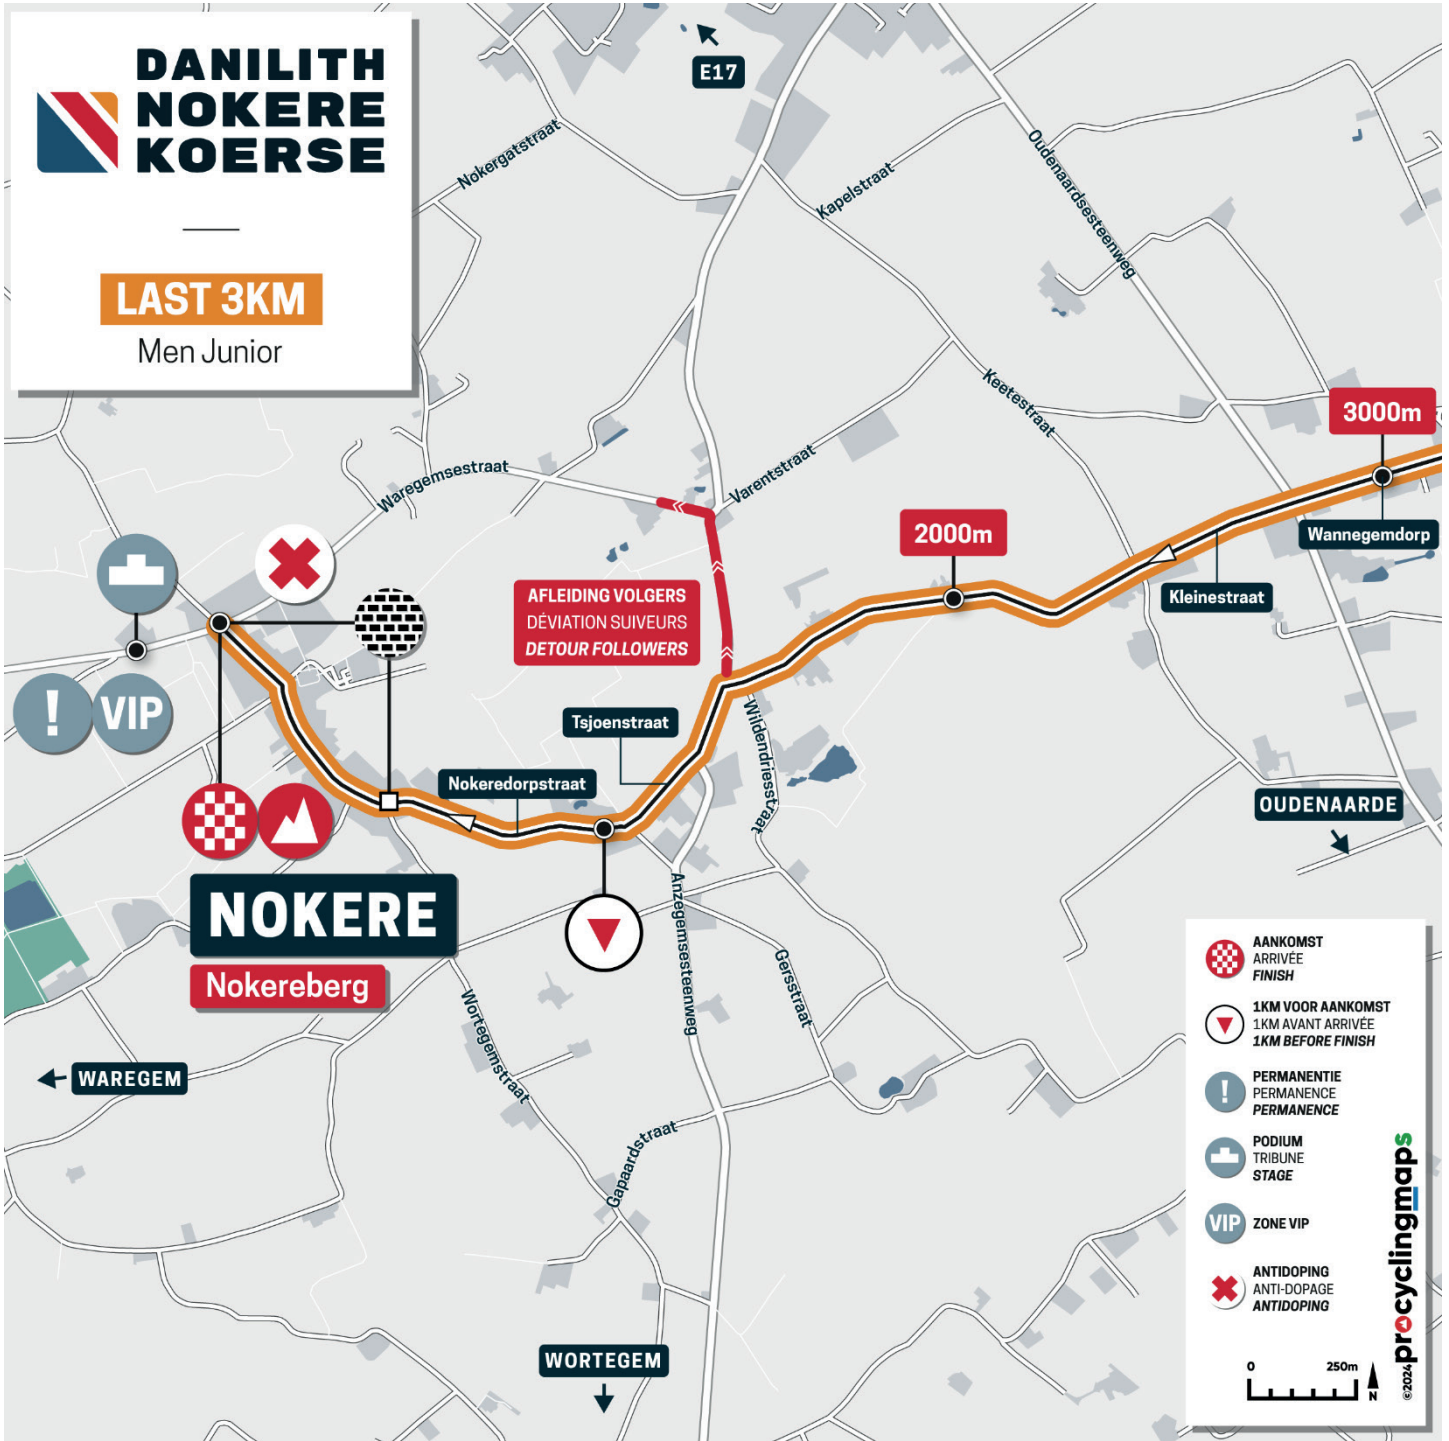 DANILITH
NOKERE
KOERSE
LAST 3KM
Men Junior
E17
Nokergatstraat
Kapelstraat
Oudenaardsesteenweg
Keetestraat
3000m
Wannegemdorp
Waregemsestraat
Varentstraat
2000m
Kleinestraat
AFLEIDING VOLGERS
DÉVIATION SUIVEURS
DETOUR FOLLOWERS
! VIP
Tsjoenstraat
Wildendriesstraat
Nokeredorpstraat
OUDENAARDE
NOKERE
Nokereberg
Anzegemsesteenweg
Gersstraat
Wortegemstraat
WAREGEM
Gapaardstraat
WORTEGEM
AANKOMST
ARRIVÉE
FINISH
1KM VOOR AANKOMST
1KM AVANT ARRIVÉE
1KM BEFORE FINISH
!
PERMANENTIE
PERMANENCE
PERMANENCE
PODIUM
TRIBUNE
STAGE
VIP ZONE VIP
ANTIDOPING
ANTI-DOPAGE
ANTIDOPING
0 250m
N
©2024 procyclingmaps